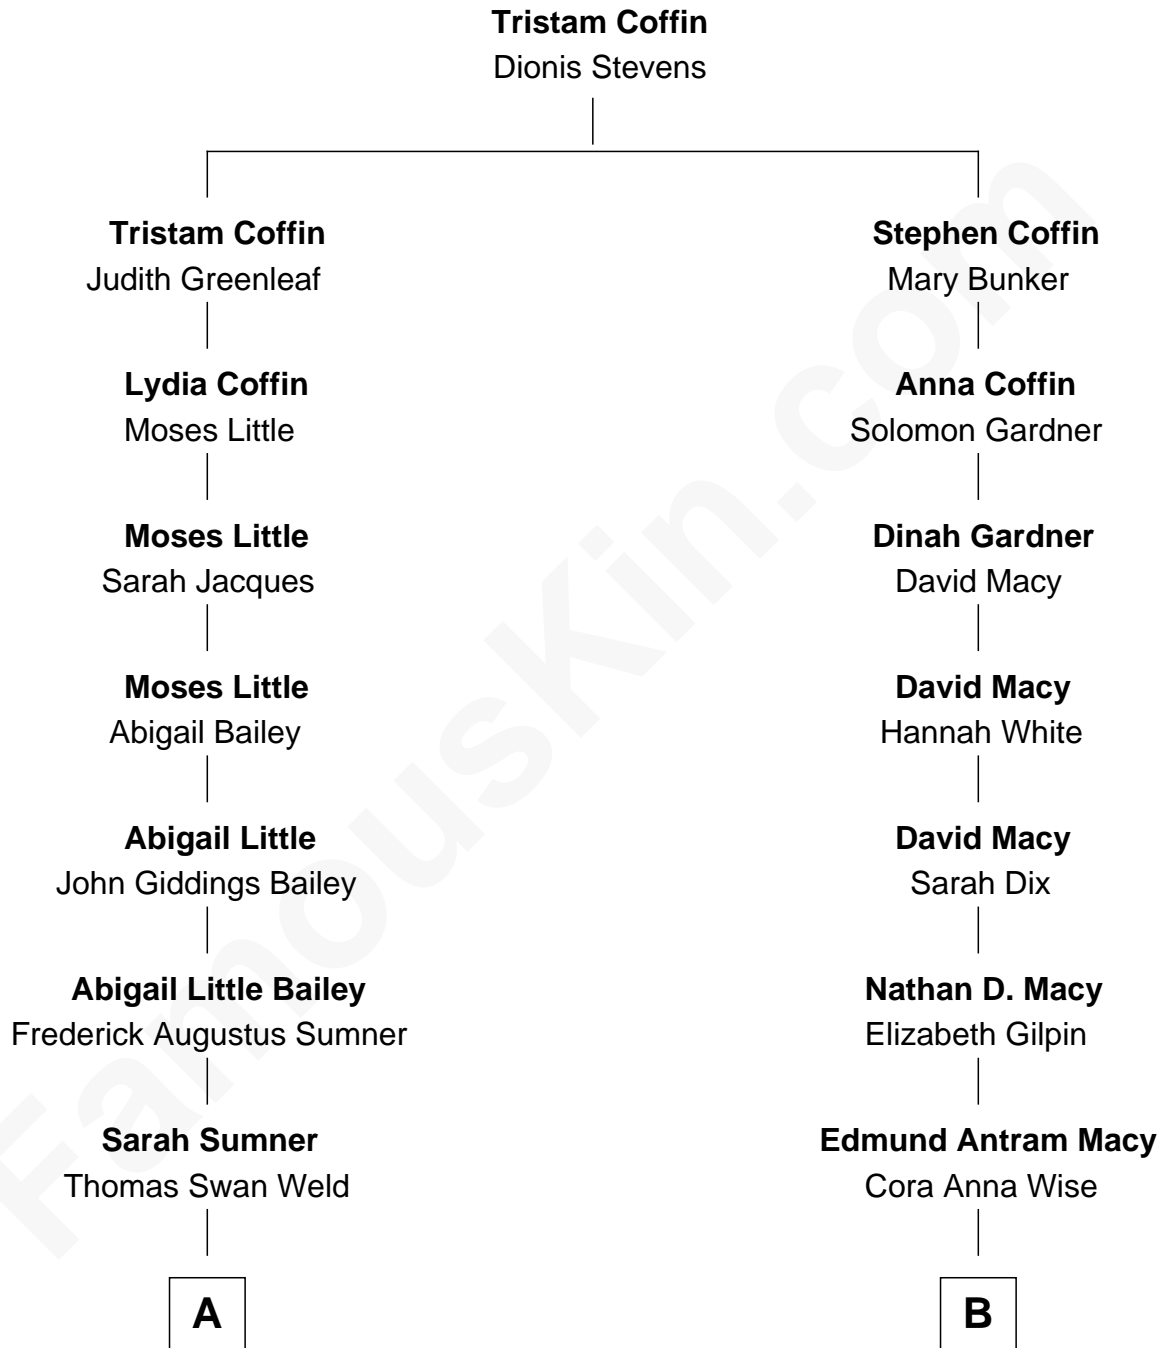 Tristam Coffin
Dionis Stevens
Tristam Coffin
Judith Greenleaf
Stephen Coffin
Mary Bunker
Lydia Coffin
Moses Little
Anna Coffin
Solomon Gardner
Moses Little
Sarah Jacques
Dinah Gardner
David Macy
Moses Little
Abigail Bailey
David Macy
Hannah White
Abigail Little
John Giddings Bailey
David Macy
Sarah Dix
Abigail Little Bailey
Frederick Augustus Sumner
Nathan D. Macy
Elizabeth Gilpin
Sarah Sumner
Thomas Swan Weld
Edmund Antram Macy
Cora Anna Wise
A
B
FamousKin.com